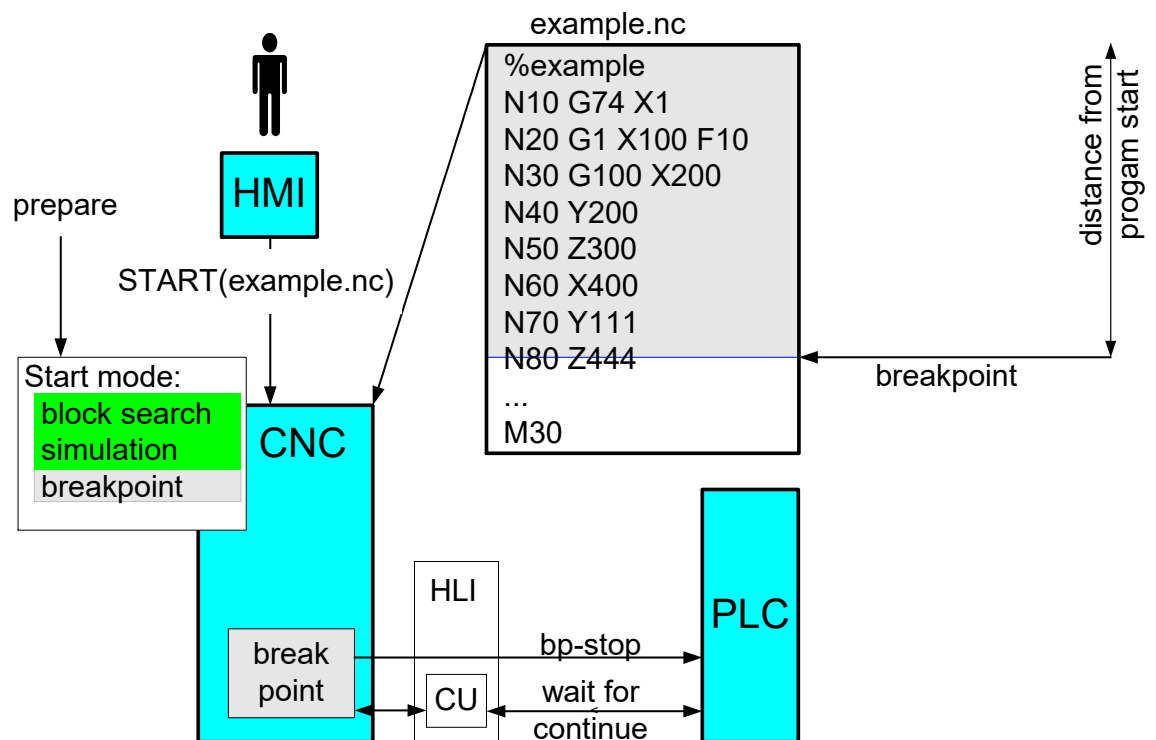 example.nc
%example
N10 G74 X1
N20 G1 X100 F10
N30 G100 X200
N40 Y200
N50 Z300
N60 X400
N70 Y111
N80 Z444
...
M30
distance from
progam start
breakpoint
HMI
prepare
START(example.nc)
Start mode:
block search
simulation
breakpoint
CNC
HLI
PLC
break
point
bp-stop
CU
wait for
continue